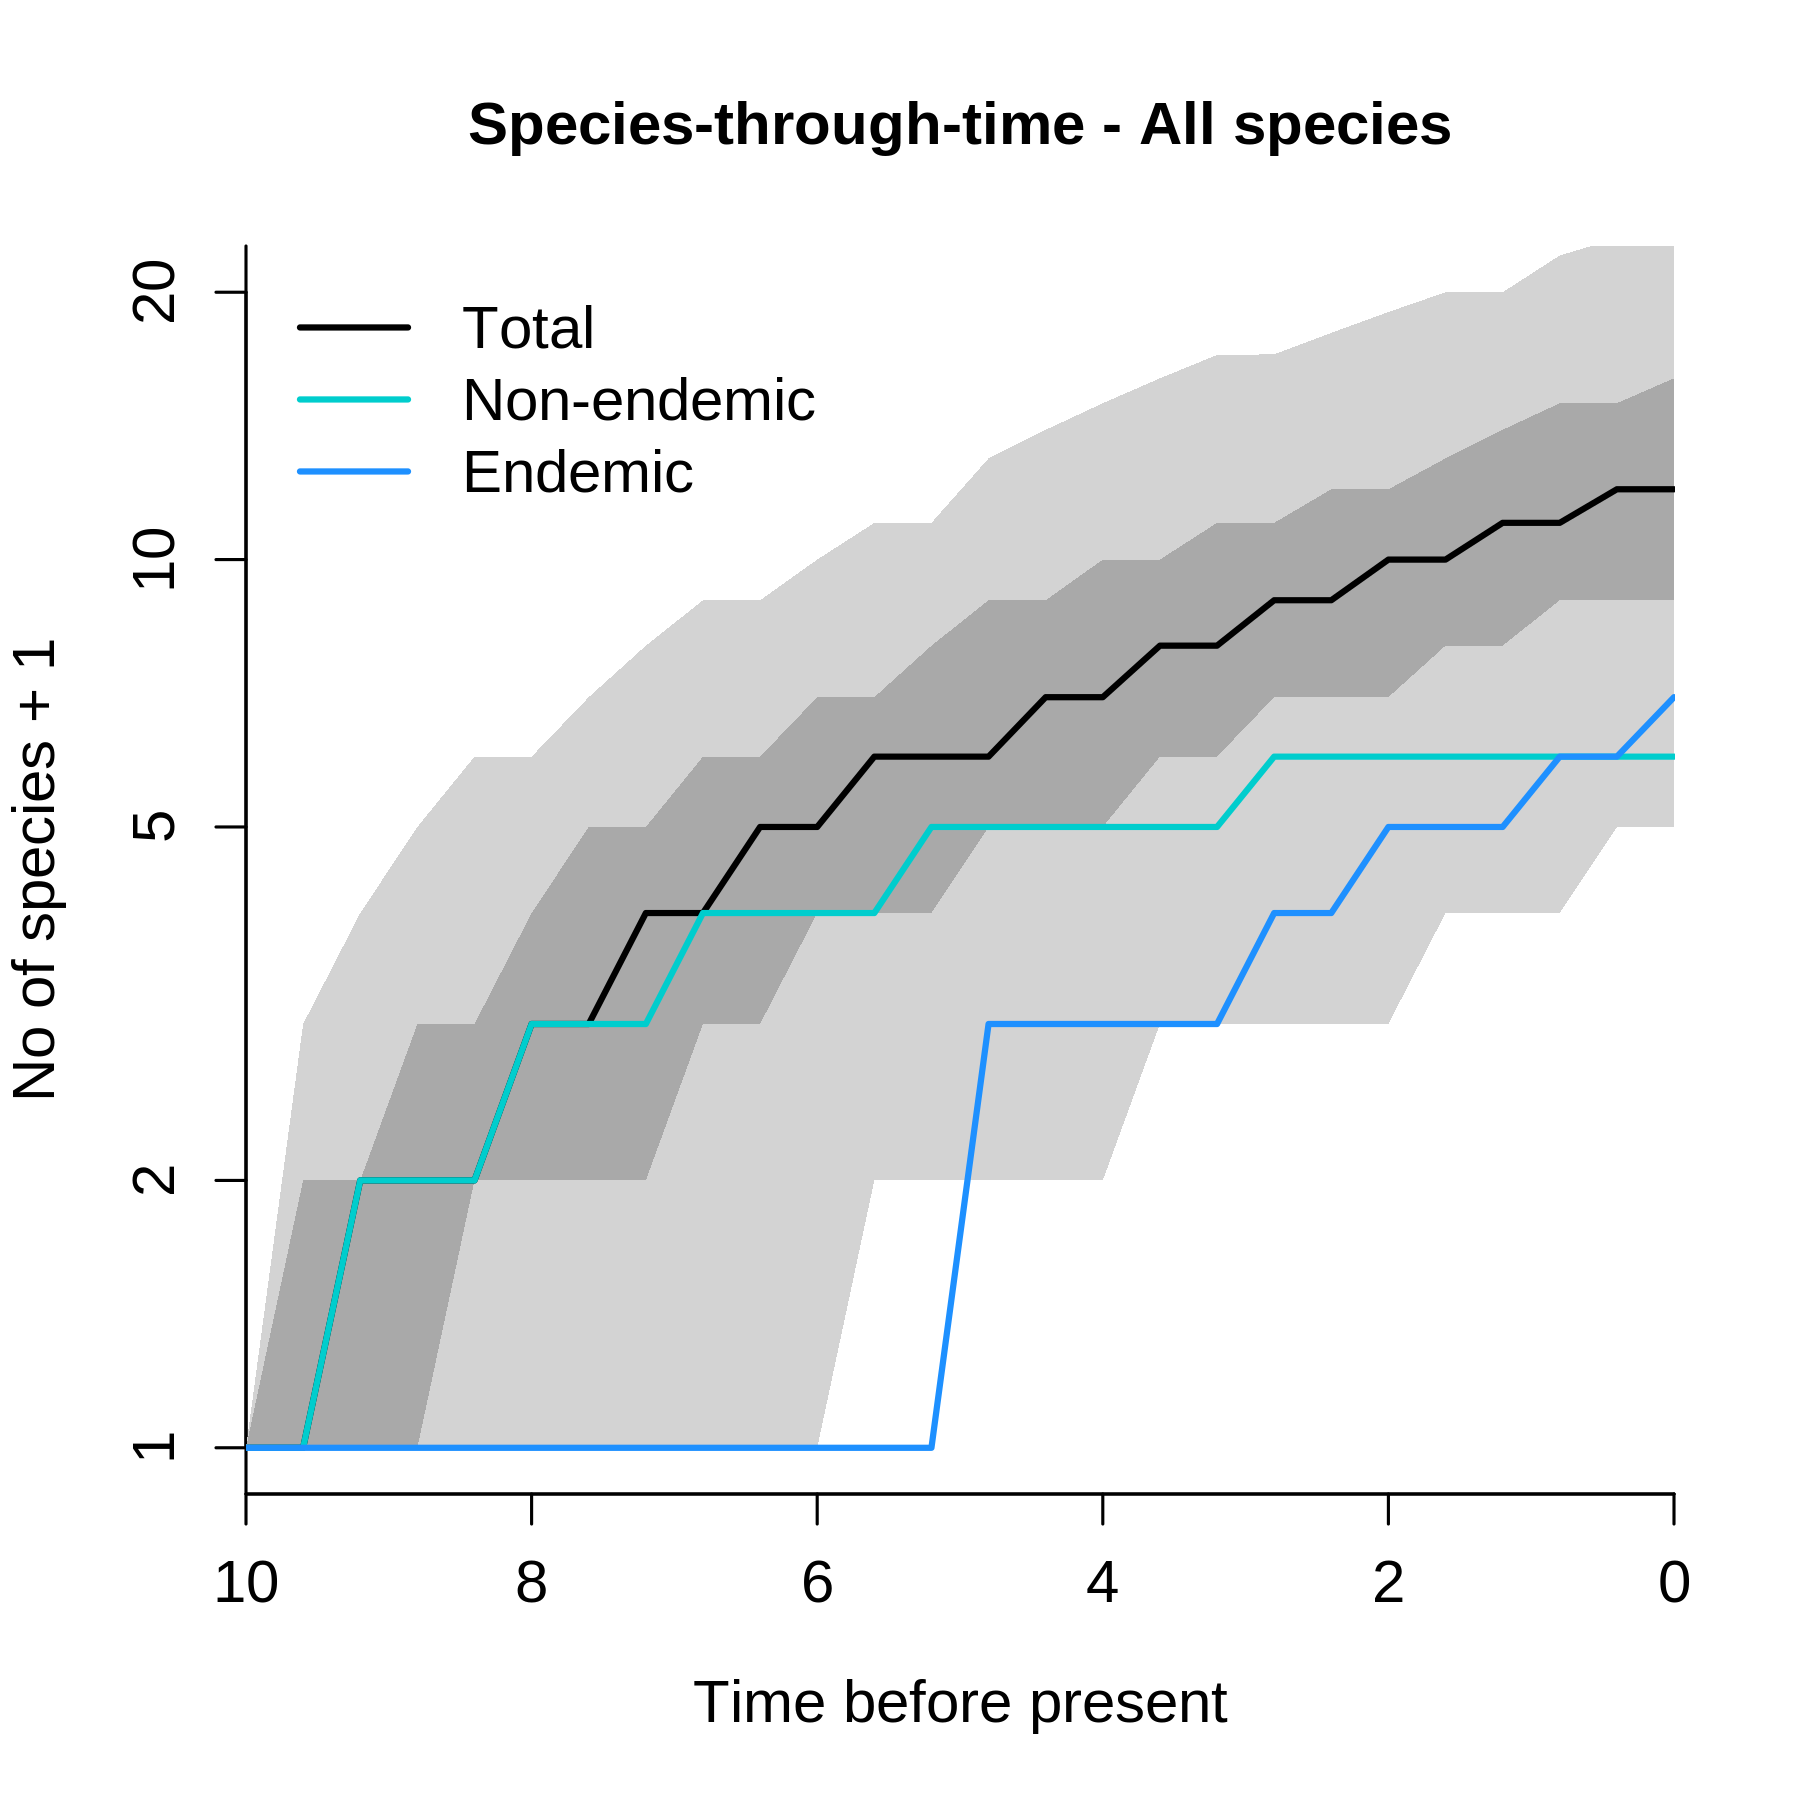 Species-through-time - All species
Total
Non-endemic
Endemic
No of species + 1
20
10
5
2
1
10 8 6 4 2 0
Time before present